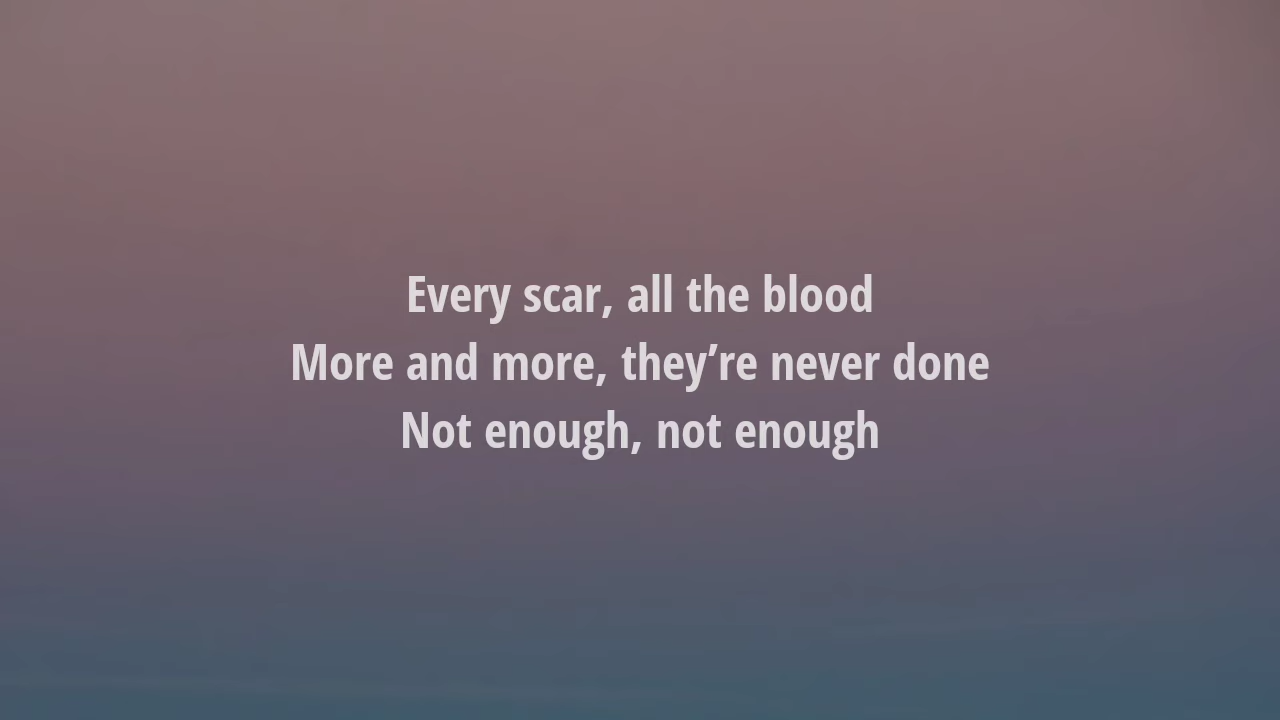 Every scar, all the blood
More and more, they’re never done
Not enough, not enough